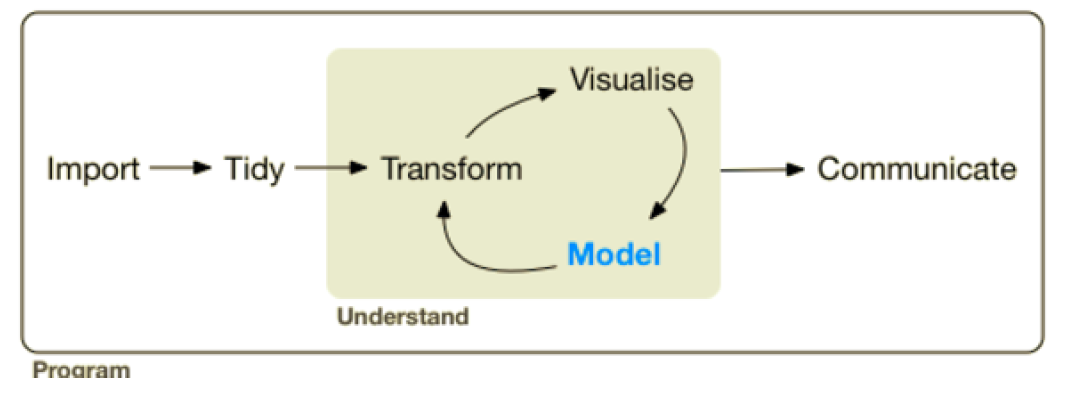 Visualise
Import Tidy Transform Communicate
Model
Understand
Program